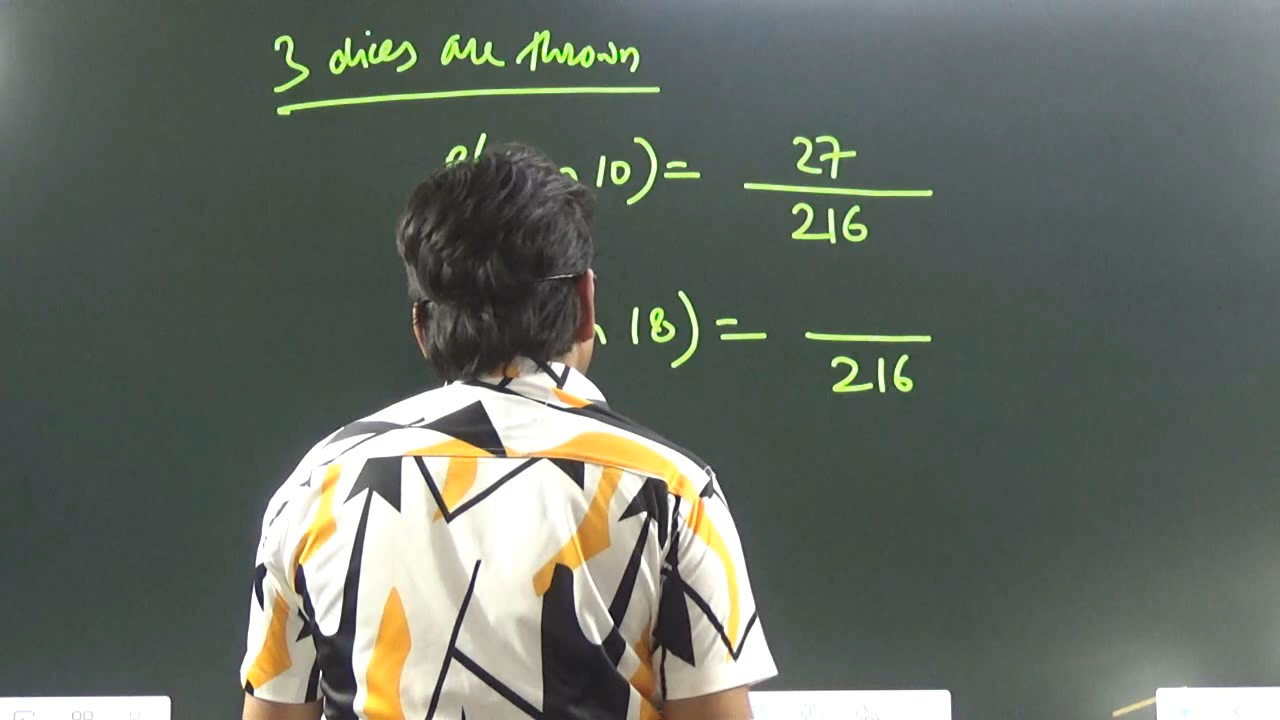 3 dices are thrown
10) = 27/216
18) = /216